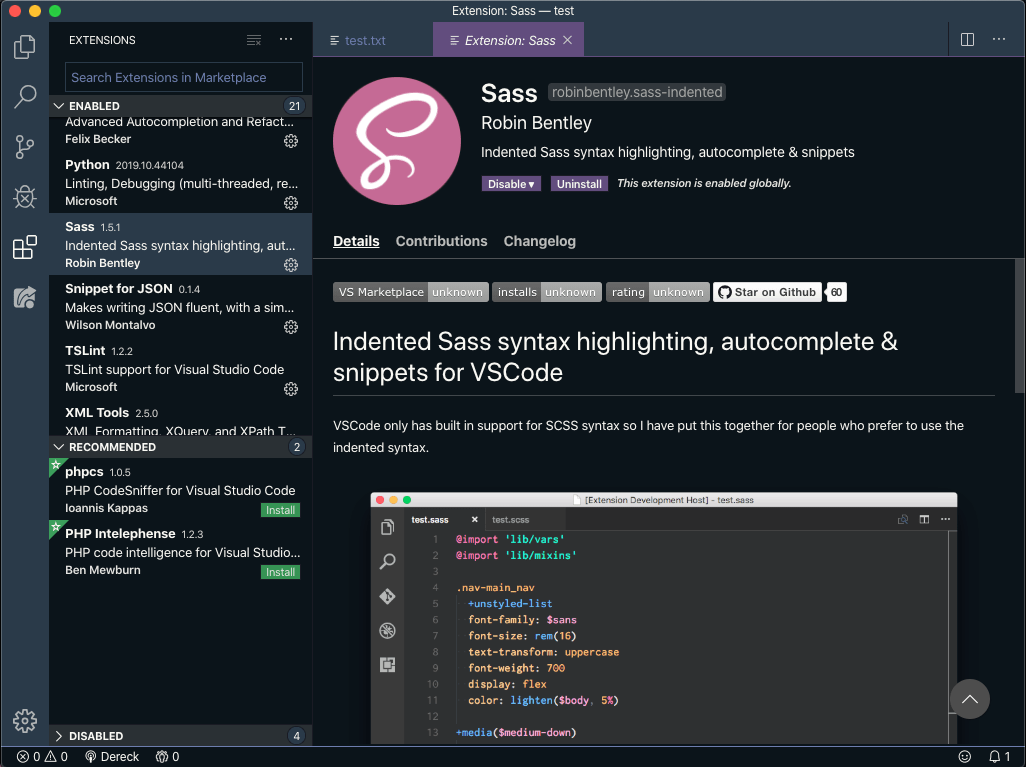 Extension: Sass — test
EXTENSIONS
Search Extensions in Marketplace
ENABLED 21
Advanced Autocompletion and Refact...
Felix Becker
Python 2019.10.44104
Linting, Debugging (multi-threaded, re...
Microsoft
Sass 1.5.1
Indented Sass syntax highlighting, aut...
Robin Bentley
Snippet for JSON 0.1.4
Makes writing JSON fluent, with a sim...
Wilson Montalvo
TSLint 1.2.2
TSLint support for Visual Studio Code
Microsoft
XML Tools 2.5.0
XML Formatting, XQuery, and XPath T...
RECOMMENDED 2
phpcs 1.0.5
PHP CodeSniffer for Visual Studio Code
Ioannis Kappas Install
PHP Intelephense 1.2.3
PHP code intelligence for Visual Studio...
Ben Mewburn Install
DISABLED 4
test.txt Extension: Sass
Sass robinbentley.sass-indented
Robin Bentley
Indented Sass syntax highlighting, autocomplete & snippets
Disable Uninstall This extension is enabled globally.
Details Contributions Changelog
VS Marketplace unknown installs unknown rating unknown Star on Github 60
Indented Sass syntax highlighting, autocomplete &
snippets for VSCode
VSCode only has built in support for SCSS syntax so I have put this together for people who prefer to use the
indented syntax.
[Extension Development Host] - test.sass
test.sass test.scss
1 @import 'lib/vars'
2 @import 'lib/mixins'
3
4 .nav-main_nav
5 +unstyled-list
6 font-family: $sans
7 font-size: rem(16)
8 text-transform: uppercase
9 font-weight: 700
10 display: flex
11 color: lighten($body, 5%)
12
13 +media($medium-down)
0 0 Dereck 0 1